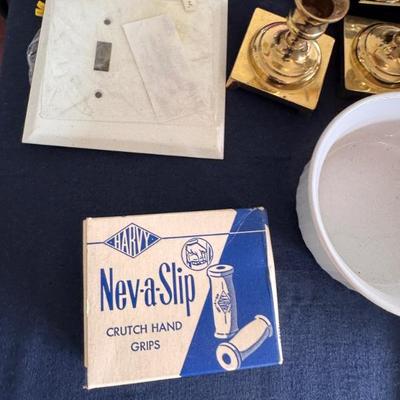 HARVY
Nev-a-Slip
CRUTCH HAND
GRIPS